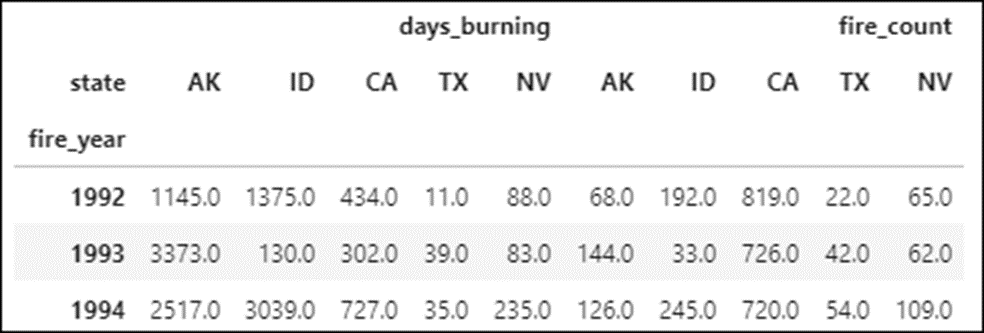 days_burning fire_count
state AK ID CA TX NV AK ID CA TX NV
fire_year
1992 1145.0 1375.0 434.0 11.0 88.0 68.0 192.0 819.0 22.0 65.0
1993 3373.0 130.0 302.0 39.0 83.0 144.0 33.0 726.0 42.0 62.0
1994 2517.0 3039.0 727.0 35.0 235.0 126.0 245.0 720.0 54.0 109.0